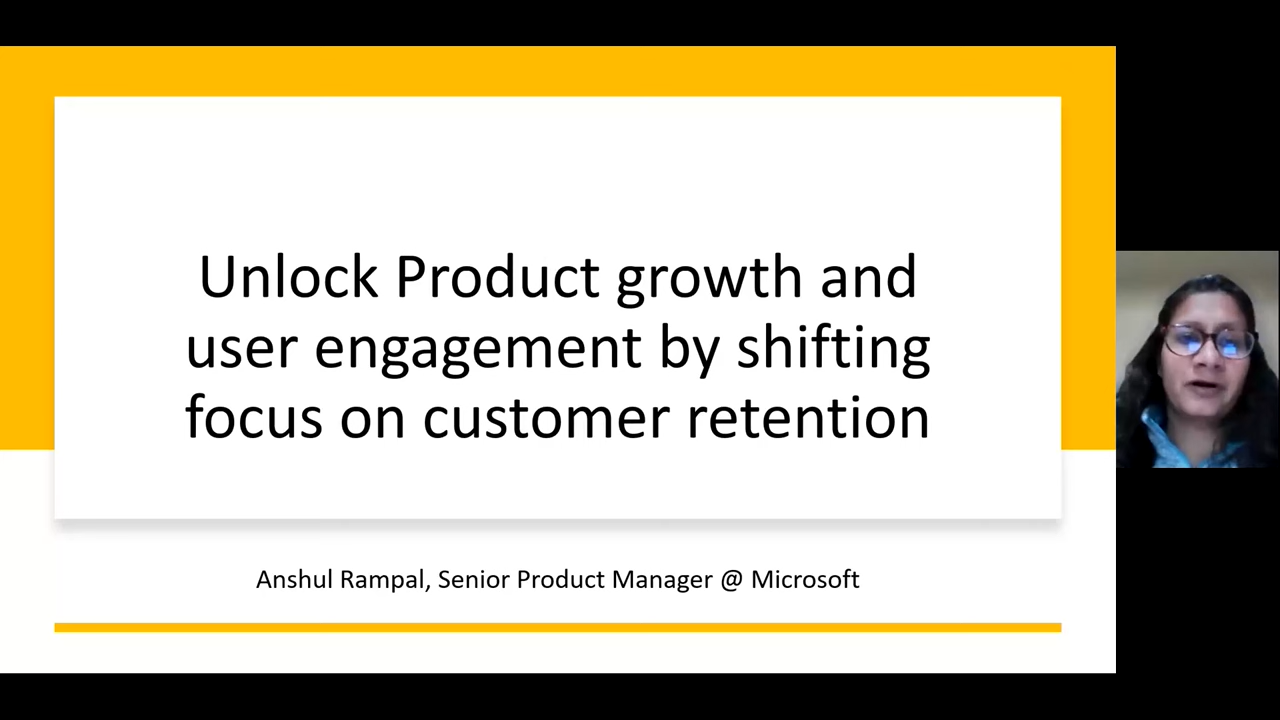 Unlock Product growth and
user engagement by shifting
focus on customer retention
Anshul Rampal, Senior Product Manager @ Microsoft